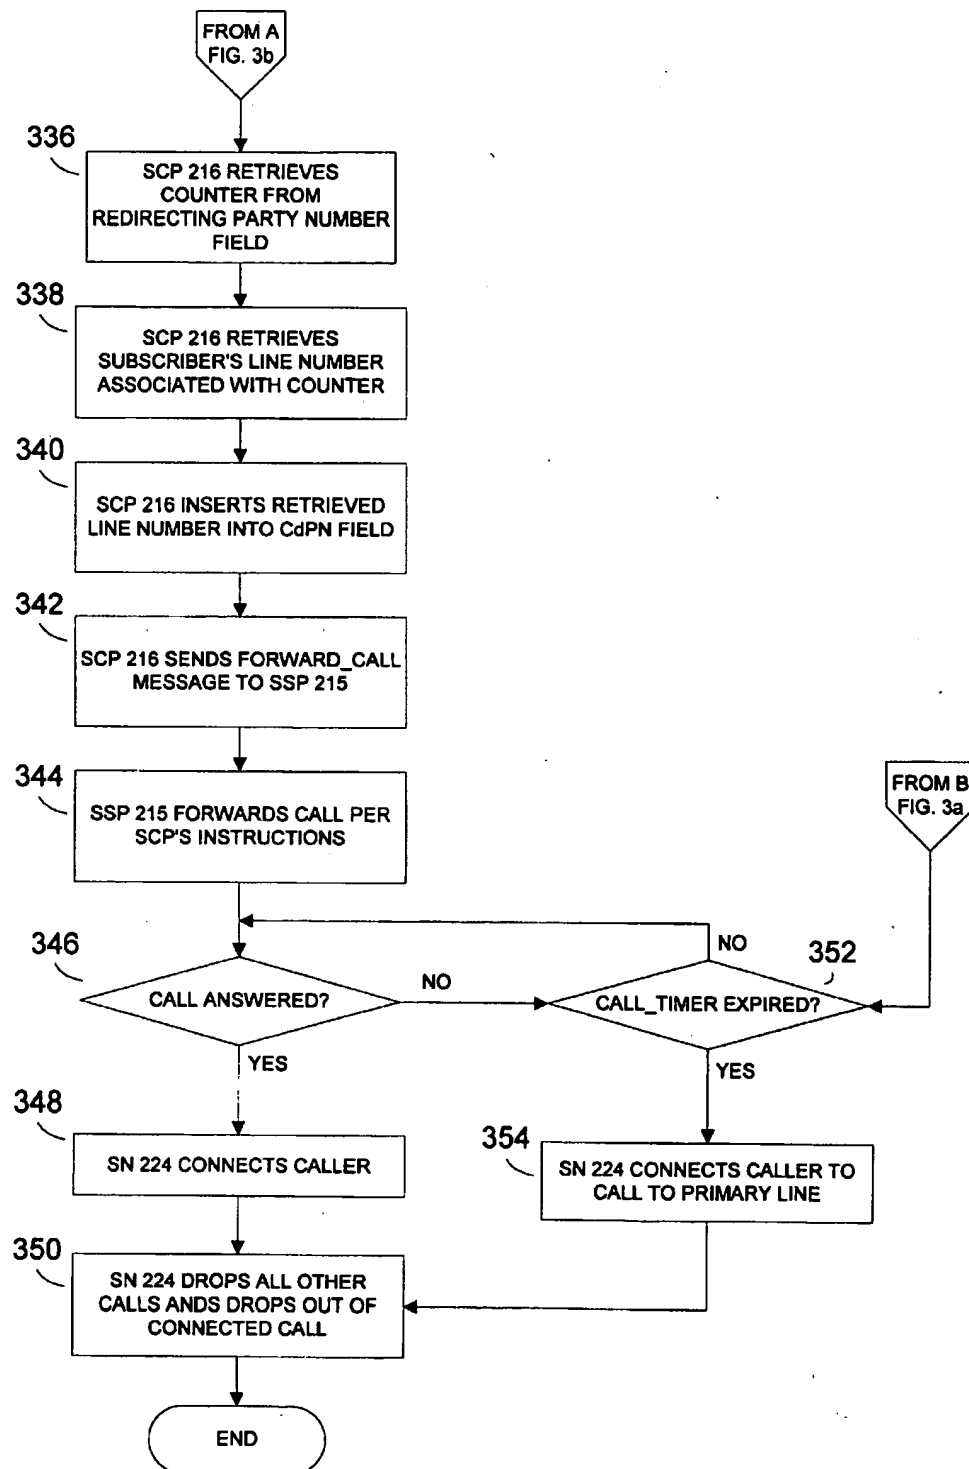 FROM A
FIG. 3b
336
SCP 216 RETRIEVES
COUNTER FROM
REDIRECTING PARTY NUMBER
FIELD
338
SCP 216 RETRIEVES
SUBSCRIBER'S LINE NUMBER
ASSOCIATED WITH COUNTER
340
SCP 216 INSERTS RETRIEVED
LINE NUMBER INTO CdPN FIELD
342
SCP 216 SENDS FORWARD_CALL
MESSAGE TO SSP 215
344
SSP 215 FORWARDS CALL PER
SCP'S INSTRUCTIONS
FROM B
FIG. 3a
346
CALL ANSWERED?
NO
YES
352
CALL_TIMER EXPIRED?
NO
YES
348
SN 224 CONNECTS CALLER
354
SN 224 CONNECTS CALLER TO
CALL TO PRIMARY LINE
350
SN 224 DROPS ALL OTHER
CALLS ANDS DROPS OUT OF
CONNECTED CALL
END